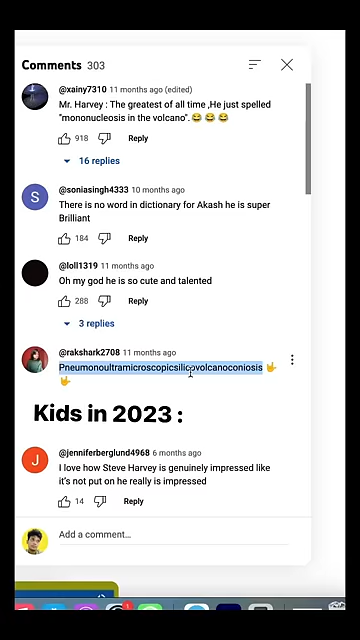 Comments 303
@xainy7310 11 months ago (edited)
Mr. Harvey : The greatest of all time ,He just spelled
"mononucleosis in the volcano". 😂 😂 😂
918 Reply
16 replies
S
@soniasingh4333 10 months ago
There is no word in dictionary for Akash he is super
Brilliant
184 Reply
@loll1319 11 months ago
Oh my god he is so cute and talented
288 Reply
3 replies
@rakshark2708 11 months ago
Pneumonoultramicroscopicsilicovolcanoconiosis 🤟
🤟
Kids in 2023 :
J
@jenniferberglund4968 6 months ago
I love how Steve Harvey is genuinely impressed like
it's not put on he really is impressed
14 Reply
Add a comment...